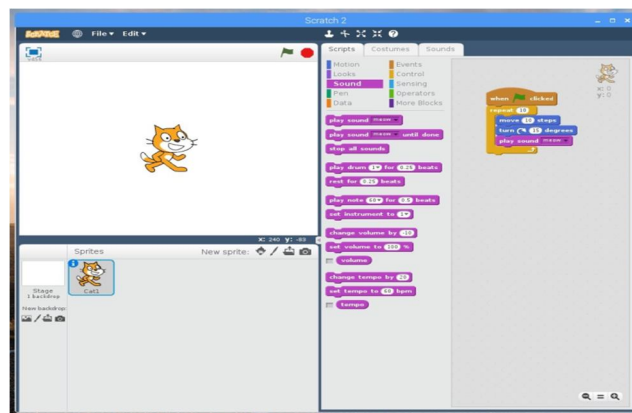 Scratch 2
SCRATCH File Edit
Scripts Costumes Sounds
Motion Events
Looks Control
Sound Sensing
Pen Operators
Data More Blocks
x: 0
y: 0
when clicked
repeat 10
move 10 steps
turn 15 degrees
play sound meow
play sound meow
play sound meow until done
stop all sounds
play drum 1 for 0.25 beats
rest for 0.25 beats
play note 60 for 0.5 beats
set instrument to 1
change volume by -10
set volume to 100 %
volume
change tempo by 20
set tempo to 60 bpm
tempo
X: 240 Y: -83
Sprites New sprite:
Stage
1 backdrop
New backdrop:
Cat1